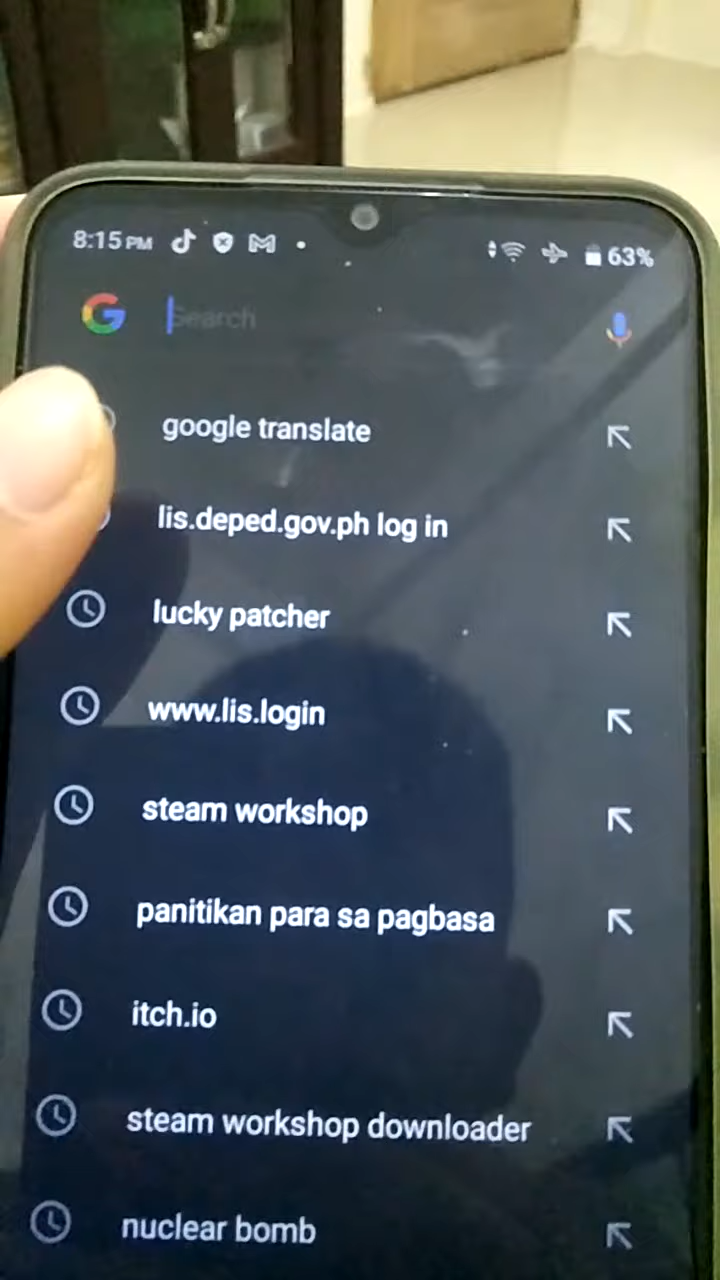 8:15 PM
63%
Search
google translate
lis.deped.gov.ph log in
lucky patcher
www.lis.login
steam workshop
panitikan para sa pagbasa
itch.io
steam workshop downloader
nuclear bomb